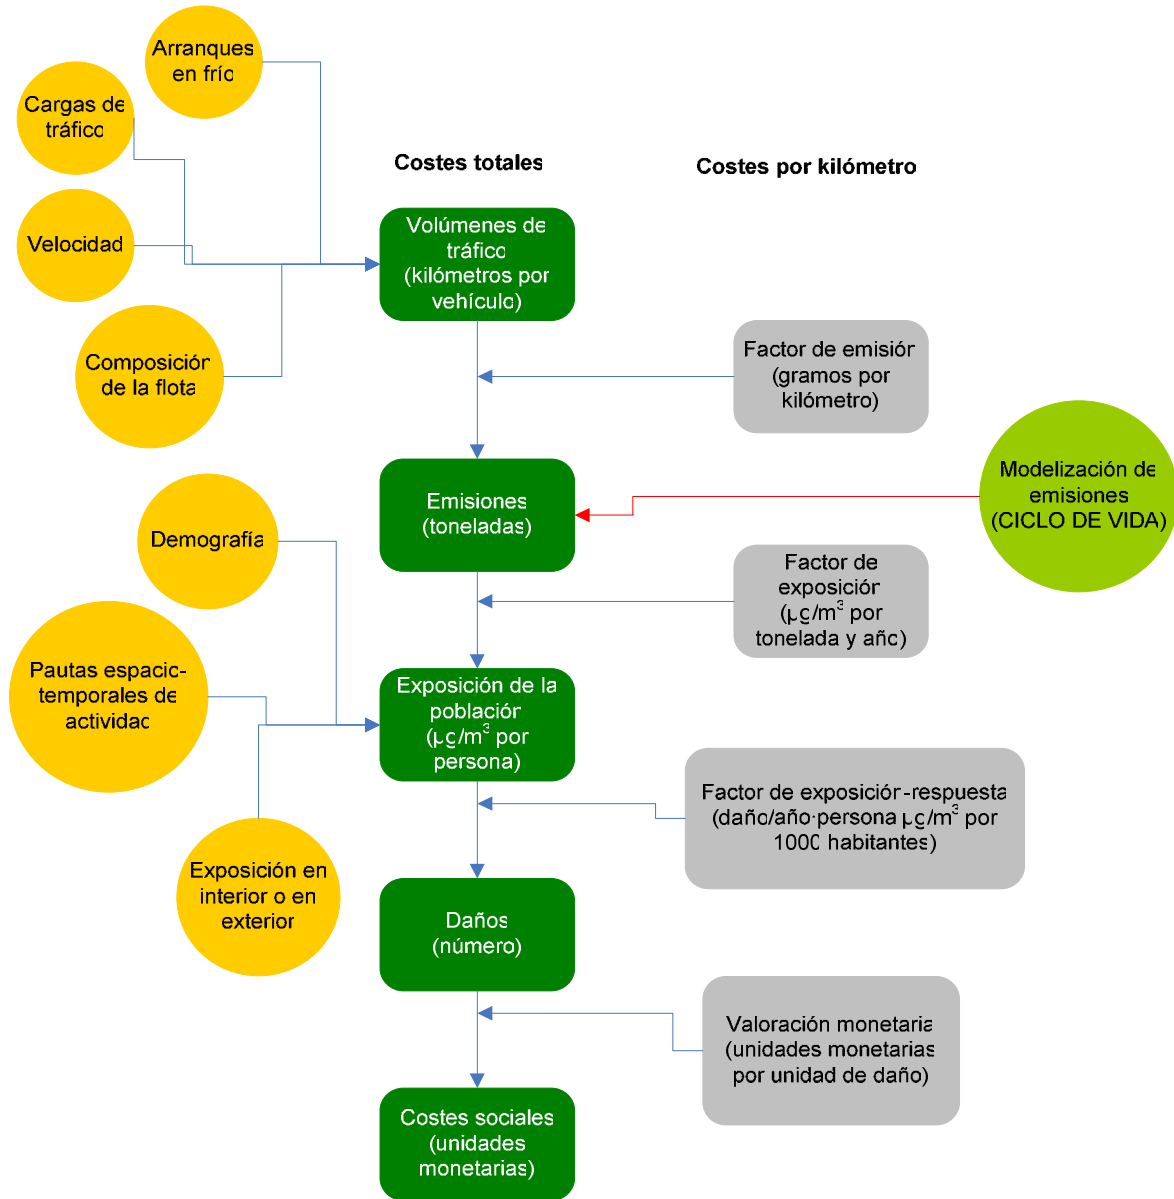 Arranques
en frío
Cargas de
tráfico
Costes totales
Costes por kilómetro
Velocidad
Volúmenes de
tráfico
(kilómetros por
vehículo)
Composición
de la flota
Factor de emisión
(gramos por
kilómetro)
Modelización de
emisiones
(CICLO DE VIDA)
Emisiones
(toneladas)
Demografía
Factor de
exposición
(µg/m³ por
tonelada y año)
Pautas espacio-
temporales de
actividad
Exposición de la
población
(µg/m³ por
persona)
Factor de exposición-respuesta
(daño/año·persona µg/m³ por
1000 habitantes)
Exposición en
interior o en
exterior
Daños
(número)
Valoración monetaria
(unidades monetarias
por unidad de daño)
Costes sociales
(unidades
monetarias)